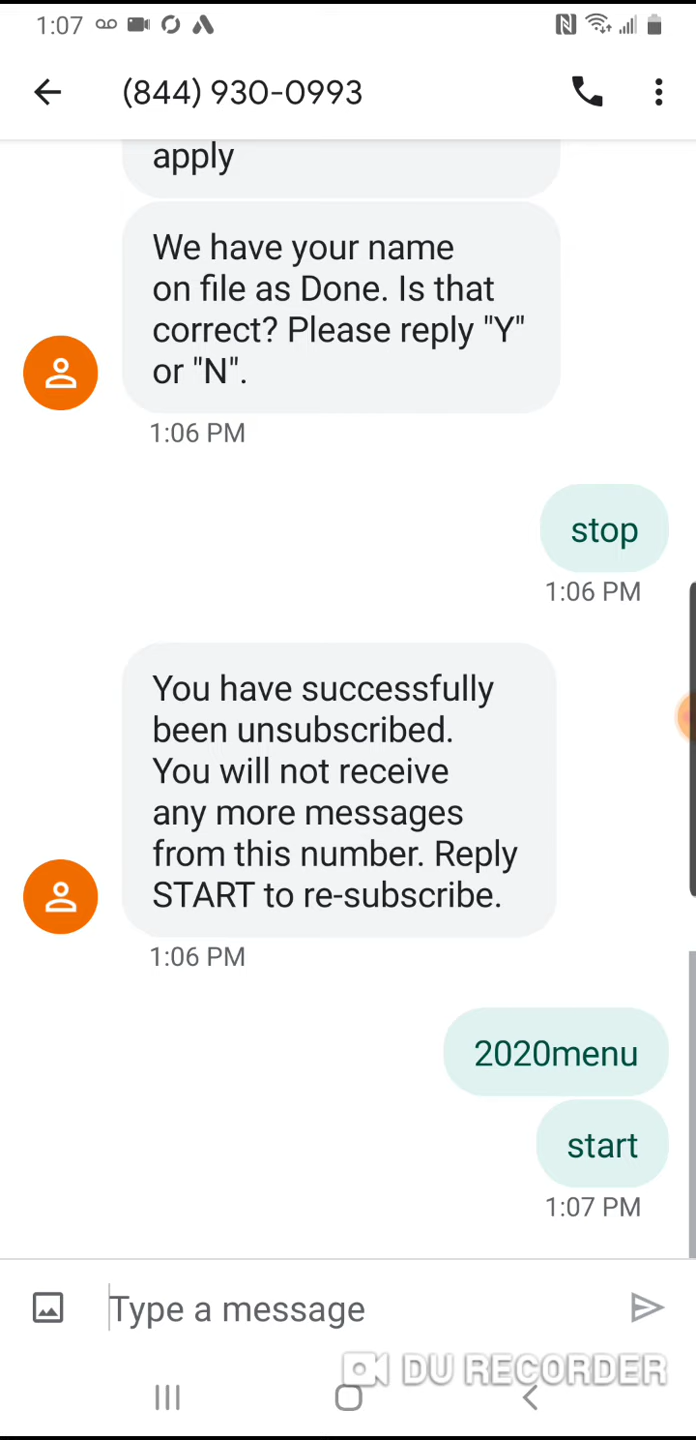 1:07
(844) 930-0993
apply
We have your name
on file as Done. Is that
correct? Please reply "Y"
or "N".
1:06 PM
stop
1:06 PM
You have successfully
been unsubscribed.
You will not receive
any more messages
from this number. Reply
START to re-subscribe.
1:06 PM
2020menu
start
1:07 PM
Type a message
DU RECORDER